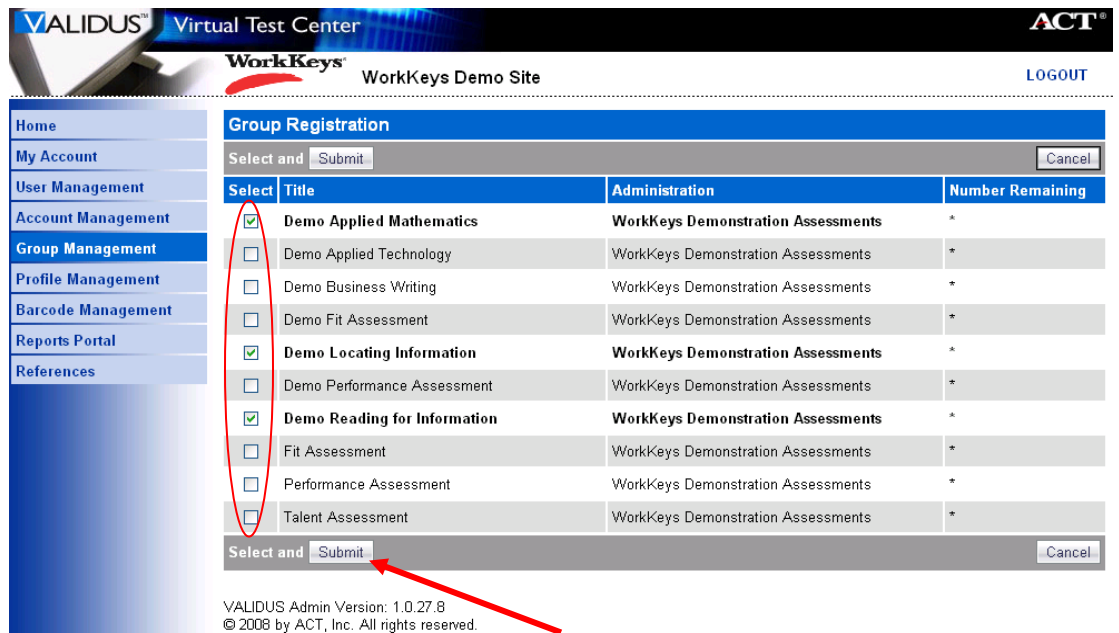 VALIDUS™ Virtual Test Center ACT®
WorkKeys® WorkKeys Demo Site LOGOUT
Home
My Account
User Management
Account Management
Group Management
Profile Management
Barcode Management
Reports Portal
References
Group Registration
Select and Submit Cancel
Select Title Administration Number Remaining
Demo Applied Mathematics WorkKeys Demonstration Assessments *
Demo Applied Technology WorkKeys Demonstration Assessments *
Demo Business Writing WorkKeys Demonstration Assessments *
Demo Fit Assessment WorkKeys Demonstration Assessments *
Demo Locating Information WorkKeys Demonstration Assessments *
Demo Performance Assessment WorkKeys Demonstration Assessments *
Demo Reading for Information WorkKeys Demonstration Assessments *
Fit Assessment WorkKeys Demonstration Assessments *
Performance Assessment WorkKeys Demonstration Assessments *
Talent Assessment WorkKeys Demonstration Assessments *
Select and Submit Cancel
VALIDUS Admin Version: 1.0.27.8
© 2008 by ACT, Inc. All rights reserved.